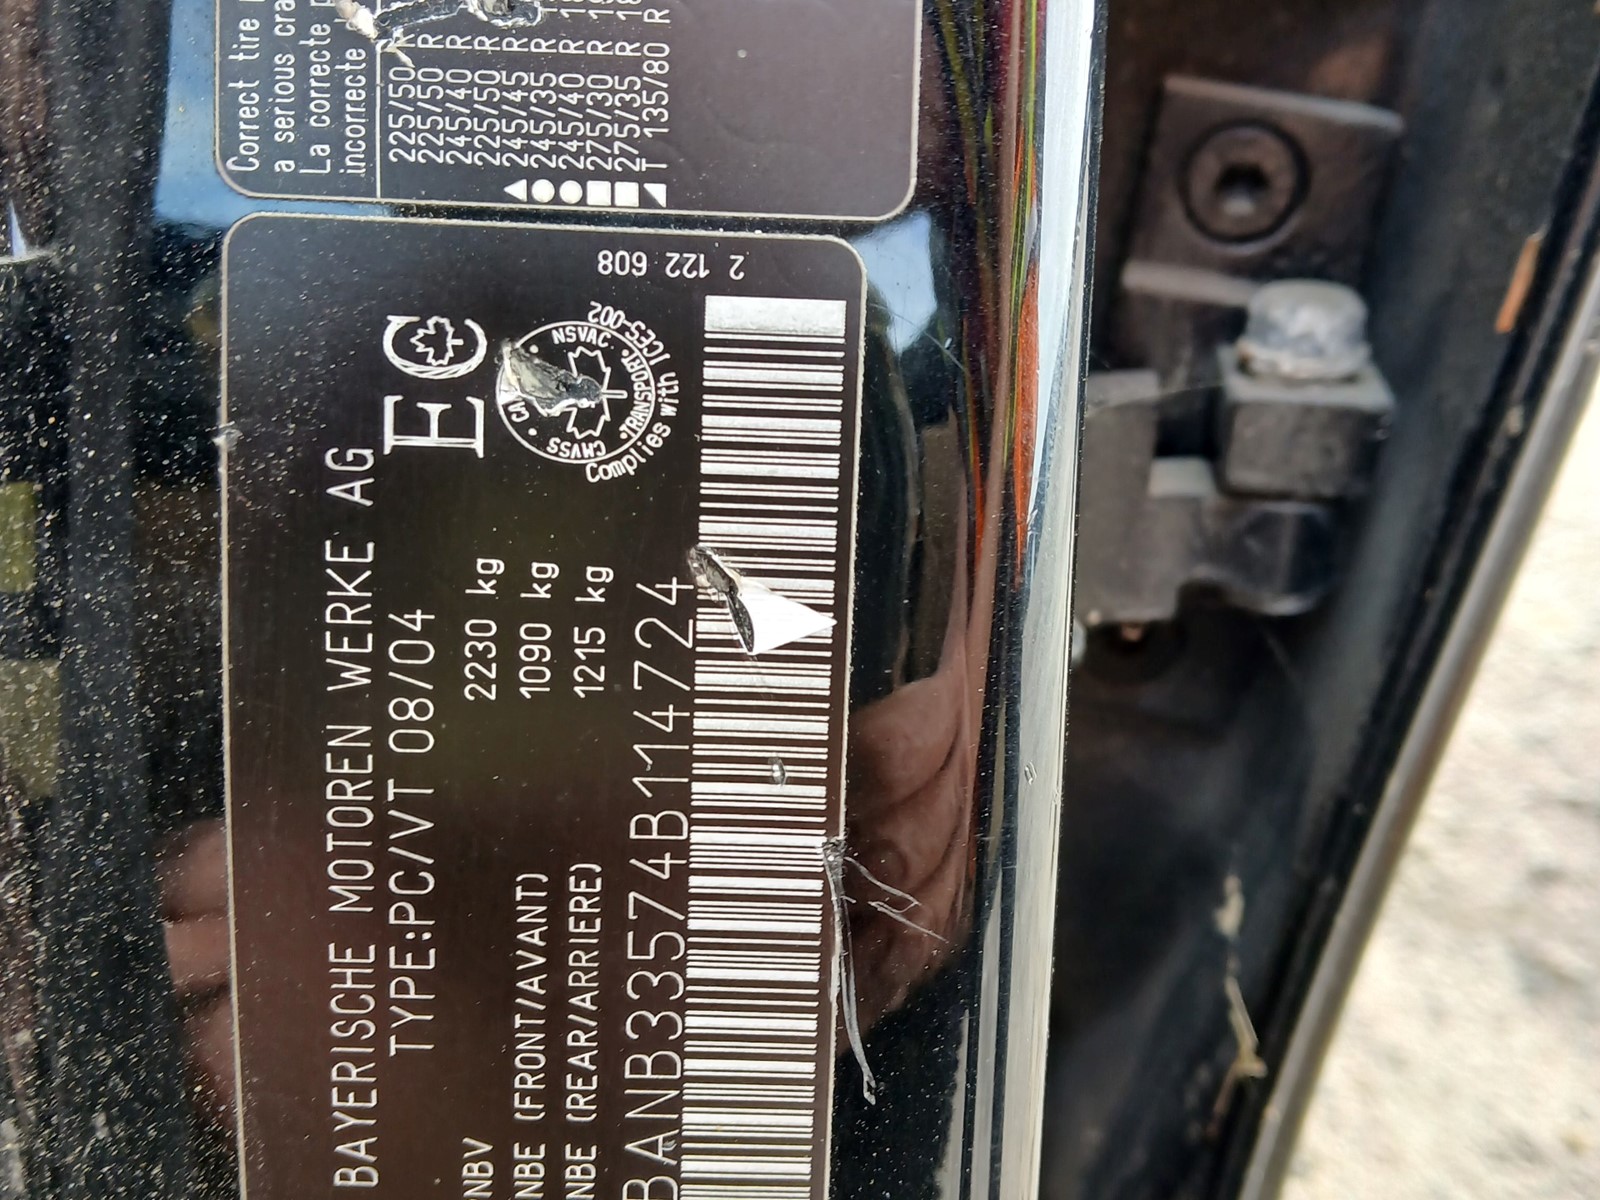 BAYERISCHE MOTOREN WERKE AG
TYPE:PC/VT 08/04
EC
NBV 2230 kg
NBE (FRONT/AVANT) 1090 kg
NBE (REAR/ARRIERE) 1215 kg
NSVAC
CMVSS
TRANSPORT
Complies with ICES-002
BANB33574B114724
2 122 608
Correct tire
a serious cra
La correcte
incorrecte
225/50 R
225/50 R
245/40 R
225/50 R
245/45 R
245/35 R
245/40 R
275/30 R
275/35 R
T 135/80 R